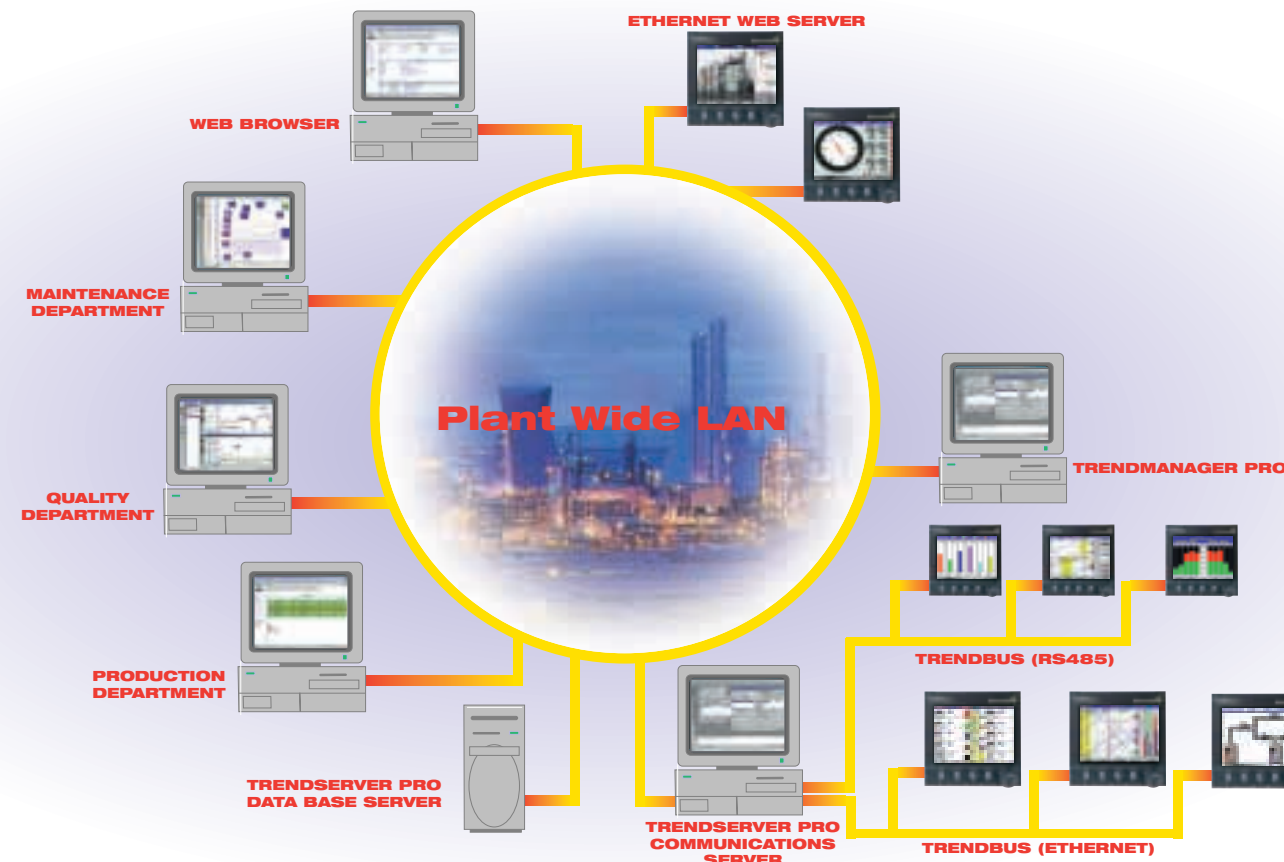 ETHERNET WEB SERVER
WEB BROWSER
MAINTENANCE
DEPARTMENT
Plant Wide LAN
TRENDMANAGER PRO
QUALITY
DEPARTMENT
TRENDBUS (RS485)
PRODUCTION
DEPARTMENT
TRENDSERVER PRO
DATA BASE SERVER
TRENDSERVER PRO
COMMUNICATIONS
SERVER
TRENDBUS (ETHERNET)